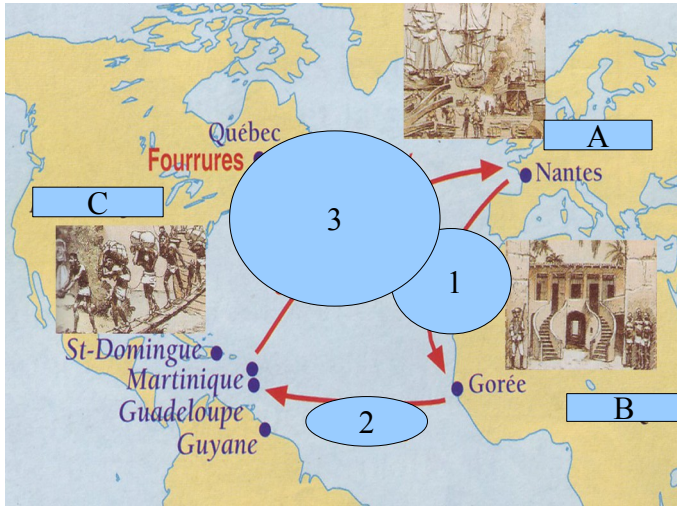 A
Québec
Fourrures
Nantes
C
3
1
St-Domingue
Martinique
Gorée
Guadeloupe
B
2
Guyane